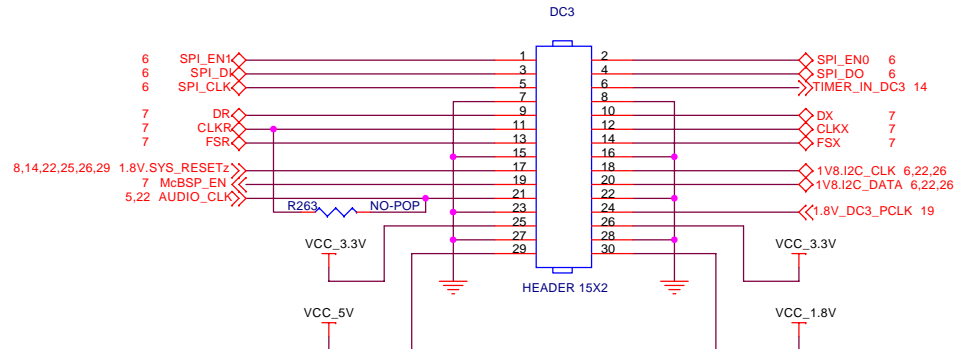 DC3
6 SPI_EN1 1 2 SPI_EN0 6
6 SPI_DI 3 4 SPI_DO 6
6 SPI_CLK 5 6 TIMER_IN_DC3 14
7 8
7 DR 9 10 DX 7
7 CLKR 11 12 CLKX 7
7 FSR 13 14 FSX 7
15 16
8,14,22,25,26,29 1.8V.SYS_RESETz 17 18 1V8.I2C_CLK 6,22,26
7 McBSP_EN 19 20 1V8.I2C_DATA 6,22,26
5,22 AUDIO_CLK 21 22
R263 NO-POP 23 24 1.8V_DC3_PCLK 19
25 26
27 28
VCC_3.3V 29 30 VCC_3.3V
HEADER 15X2
VCC_5V VCC_1.8V